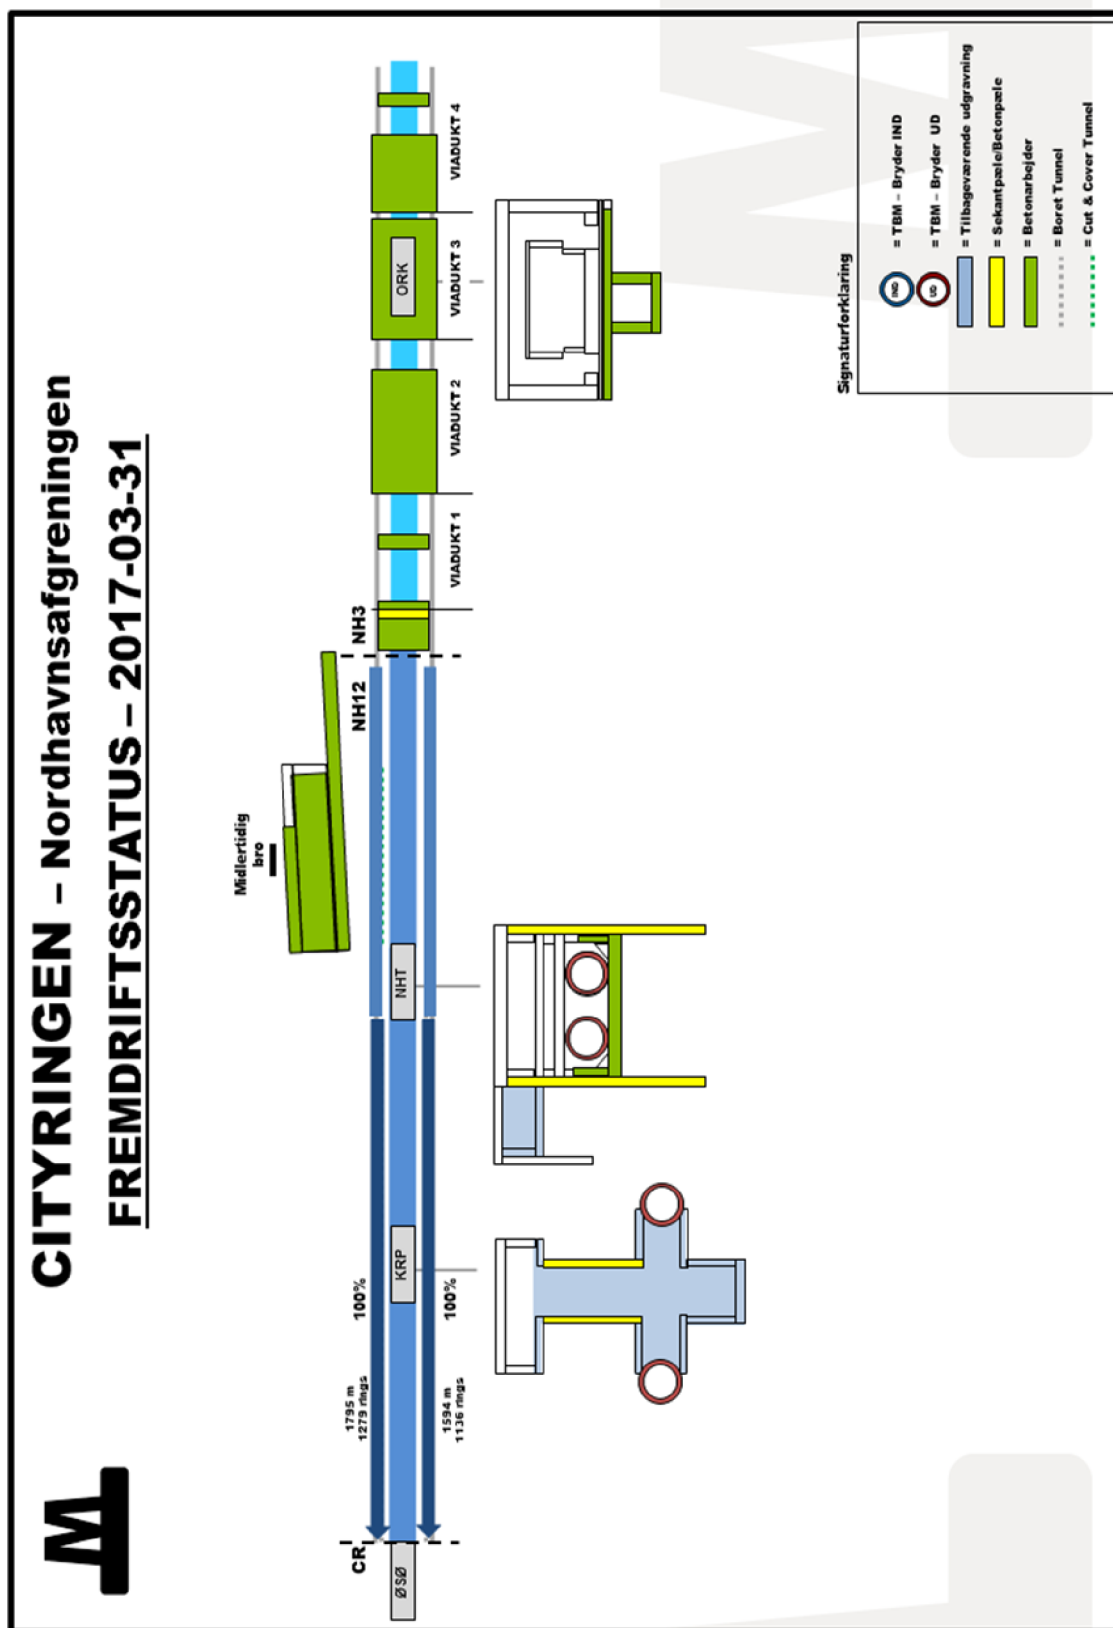 M
CITYRINGEN – Nordhavnsafgreningen
FREMDRIFTSSTATUS – 2017-03-31
Midlertidig
bro
CR
NH12
NH3
1795 m
1279 rings
100%
ØSØ
KRP
NHT
ORK
1594 m
1136 rings
100%
VIADUKT 1
VIADUKT 2
VIADUKT 3
VIADUKT 4
Signaturforklaring
IND = TBM – Bryder IND
UD = TBM – Bryder UD
= Tilbageværende udgravning
= Sekantpæle/Betonpæle
= Betonarbejder
= Boret Tunnel
= Cut & Cover Tunnel